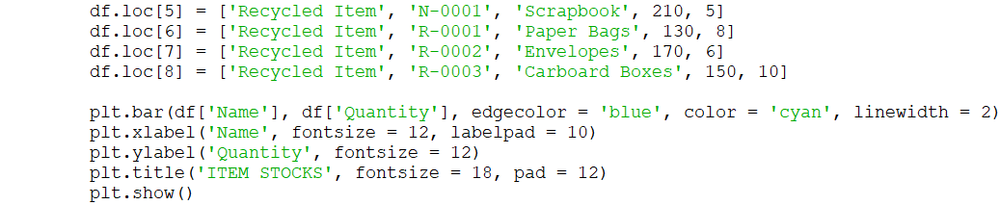 df.loc[5] = ['Recycled Item', 'N-0001', 'Scrapbook', 210, 5]
df.loc[6] = ['Recycled Item', 'R-0001', 'Paper Bags', 130, 8]
df.loc[7] = ['Recycled Item', 'R-0002', 'Envelopes', 170, 6]
df.loc[8] = ['Recycled Item', 'R-0003', 'Carboard Boxes', 150, 10]
plt.bar(df['Name'], df['Quantity'], edgecolor = 'blue', color = 'cyan', linewidth = 2)
plt.xlabel('Name', fontsize = 12, labelpad = 10)
plt.ylabel('Quantity', fontsize = 12)
plt.title('ITEM STOCKS', fontsize = 18, pad = 12)
plt.show()